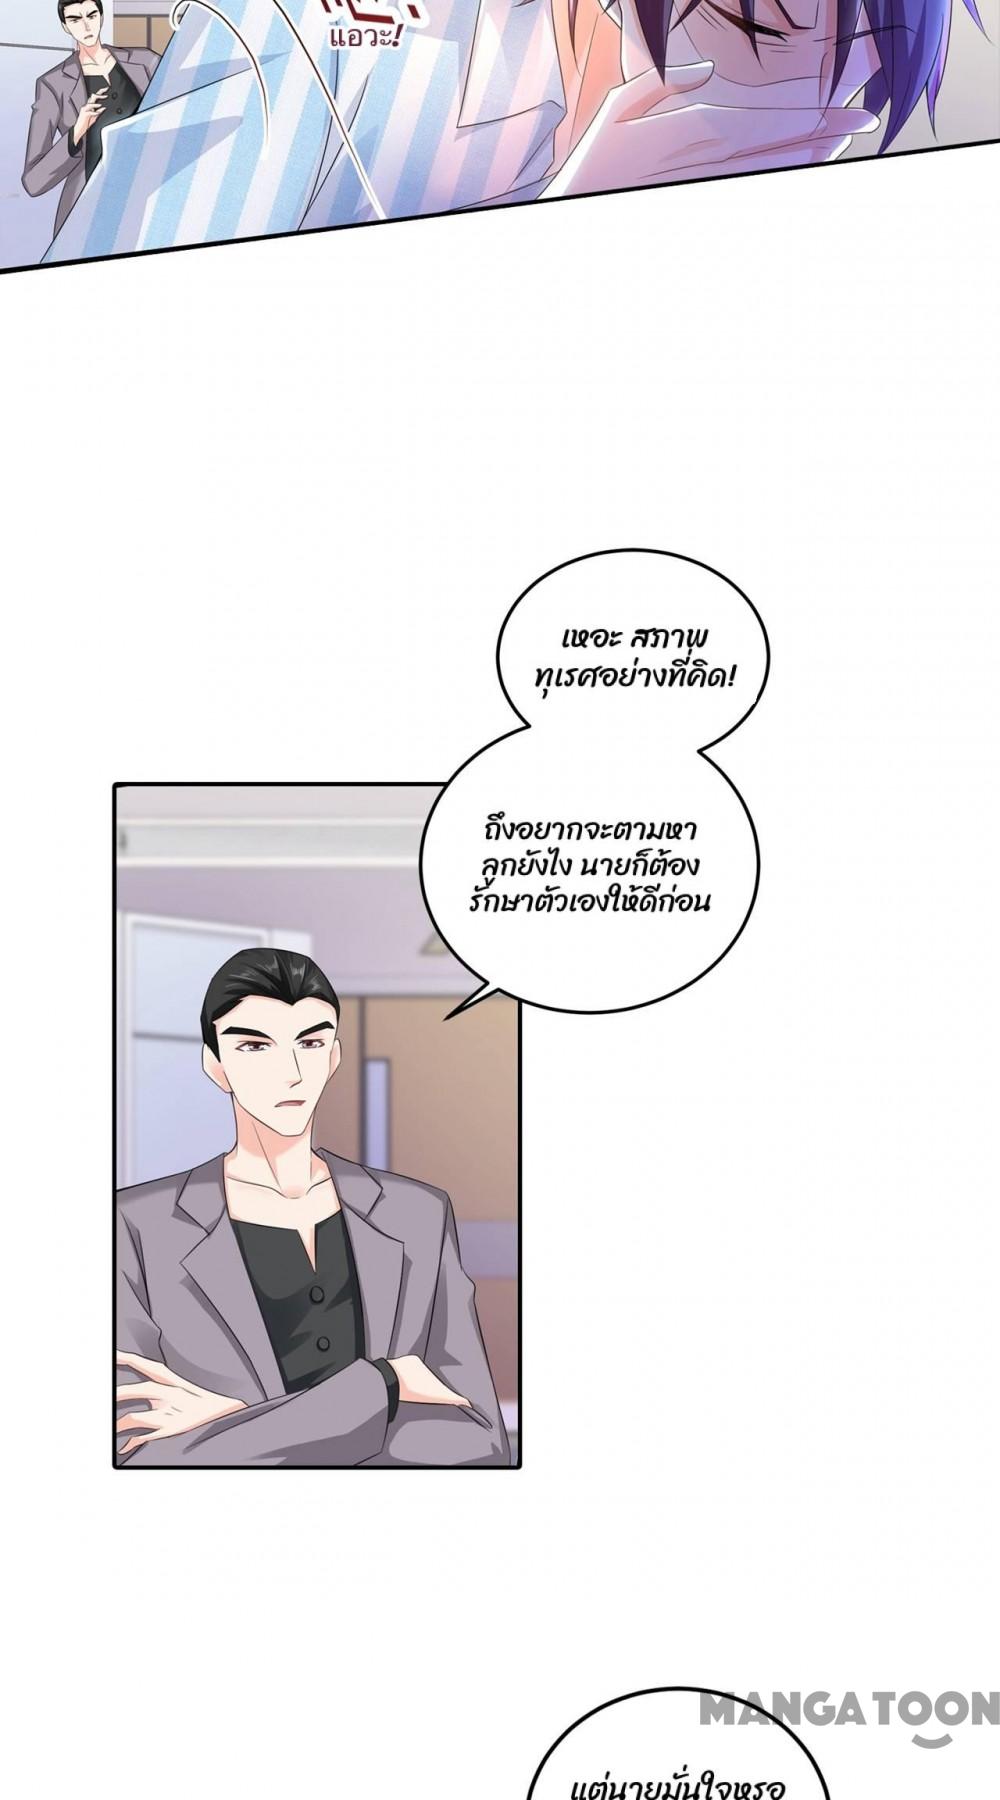 แอวะ!
เหอะ สภาพ
ทุเรศอย่างที่คิด!
ถึงอยากจะตามหา
ลูกยังไง นายก็ต้อง
รักษาตัวเองให้ดีก่อน
MANGATOON
แต่นายมั่นใจหรอ